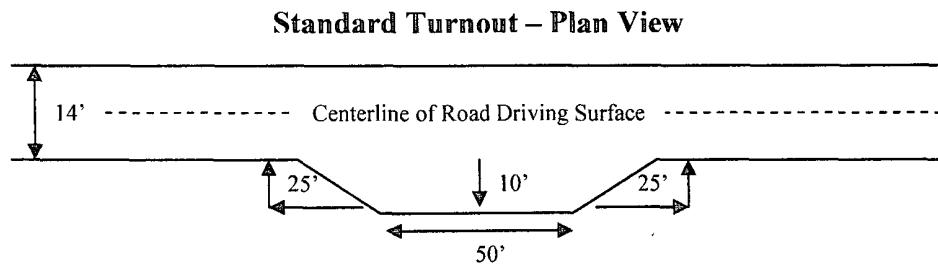 Standard Turnout – Plan View
14'
Centerline of Road Driving Surface
25'
10'
25'
50'